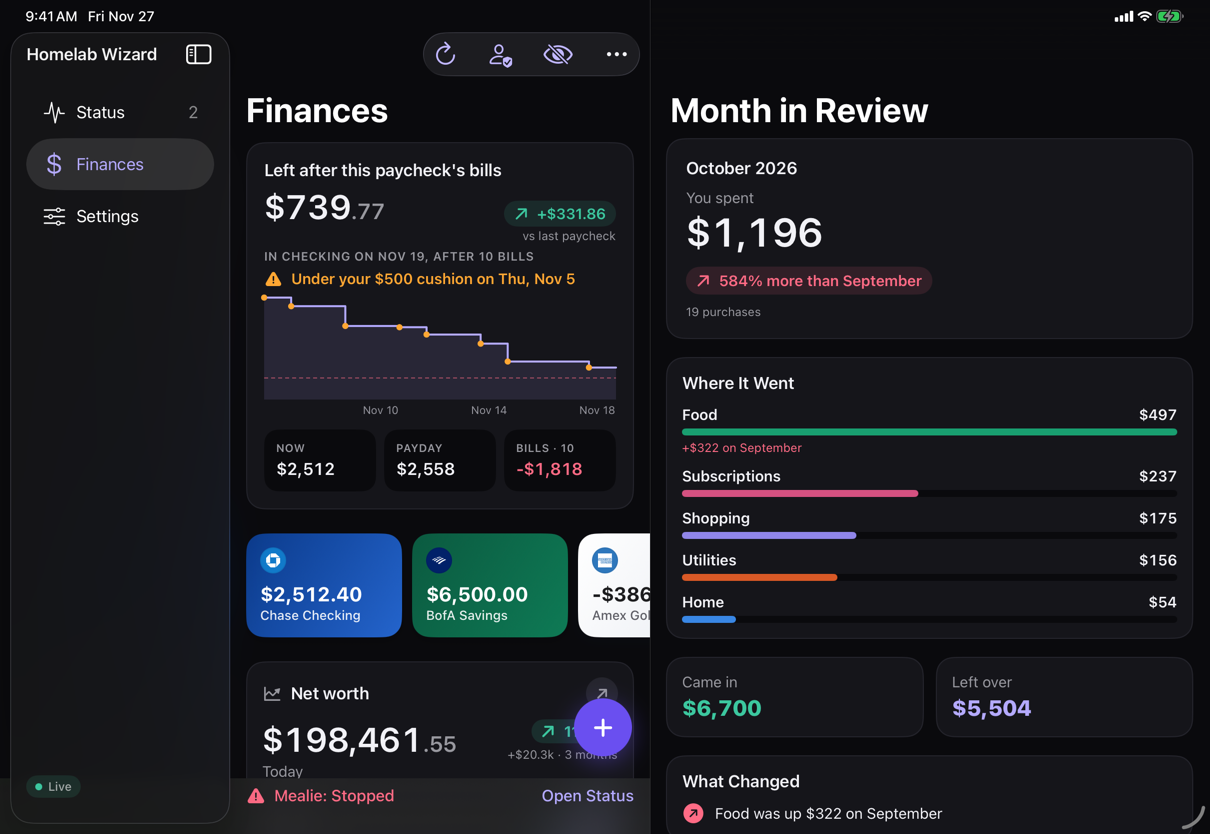 9:41 AM Fri Nov 27
Homelab Wizard
Status 2
Finances
Settings
Live
Finances
Left after this paycheck's bills
$739.77
+$331.86
vs last paycheck
IN CHECKING ON NOV 19, AFTER 10 BILLS
Under your $500 cushion on Thu, Nov 5
Nov 10 Nov 14 Nov 18
NOW
$2,512
PAYDAY
$2,558
BILLS · 10
-$1,818
$2,512.40
Chase Checking
$6,500.00
BofA Savings
-$386
Amex Gol
Net worth
$198,461.55
+$20.3k · 3 months
Today
Mealie: Stopped Open Status
Month in Review
October 2026
You spent
$1,196
584% more than September
19 purchases
Where It Went
Food $497
+$322 on September
Subscriptions $237
Shopping $175
Utilities $156
Home $54
Came in
$6,700
Left over
$5,504
What Changed
Food was up $322 on September